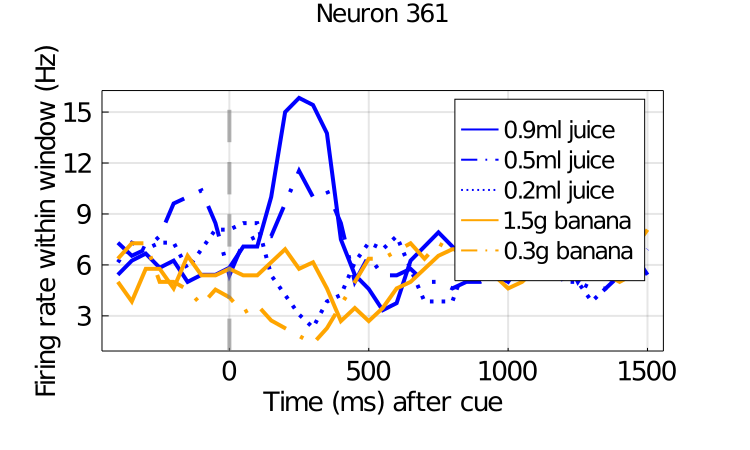 Neuron 361
Firing rate within window (Hz)
15
12
9
6
3
0.9ml juice
0.5ml juice
0.2ml juice
1.5g banana
0.3g banana
0
500
1000
1500
Time (ms) after cue